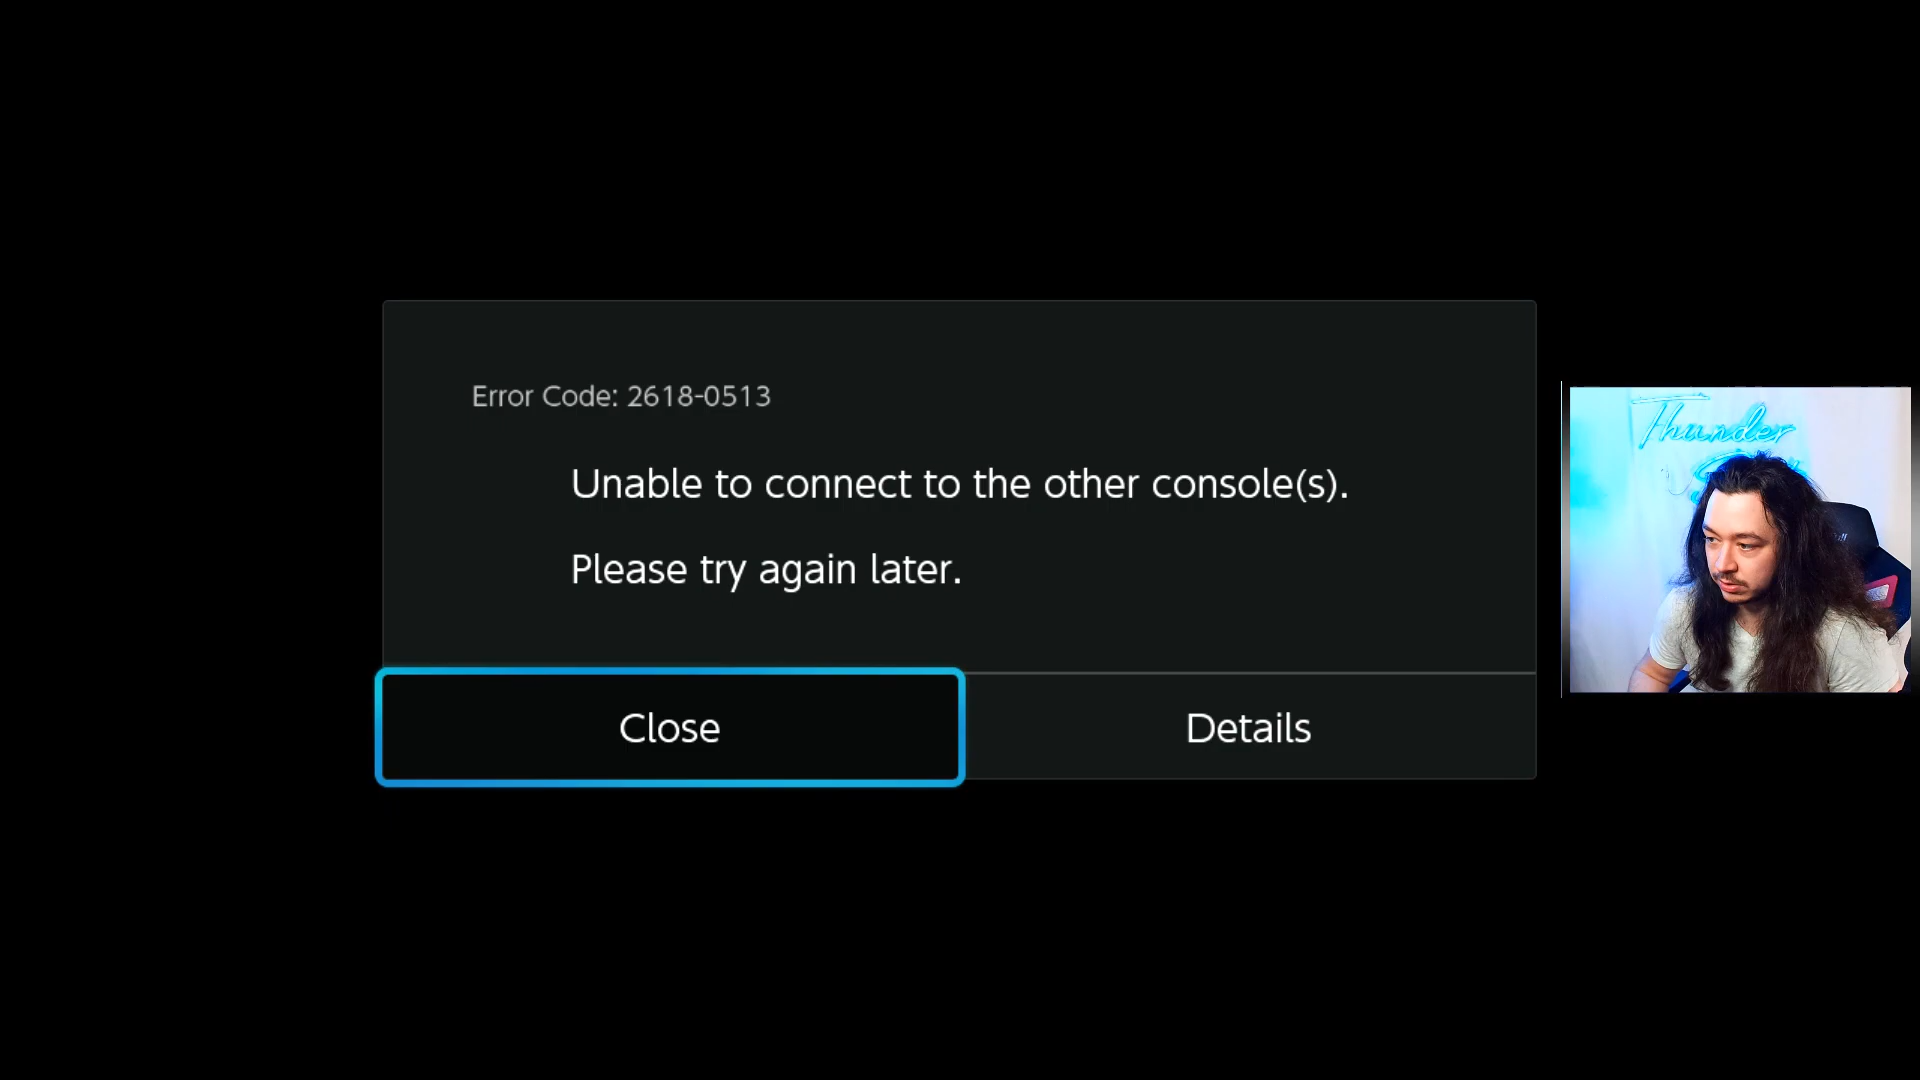 Error Code: 2618-0513
Unable to connect to the other console(s).
Please try again later.
Close
Details
Thunder